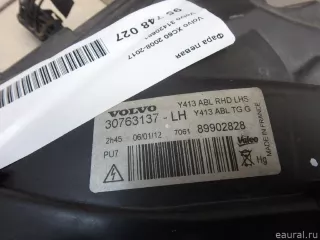 Фара левая
Volvo XC60 2008-2017
95 748 027
VOLVO
Y413 ABL RHD LHS
30763137 - LH
Y413 ABL TG G
2h45 06/01/12 7061
89902828
PU7
Valeo
Hg
MADE IN FRANCE
eaural.ru